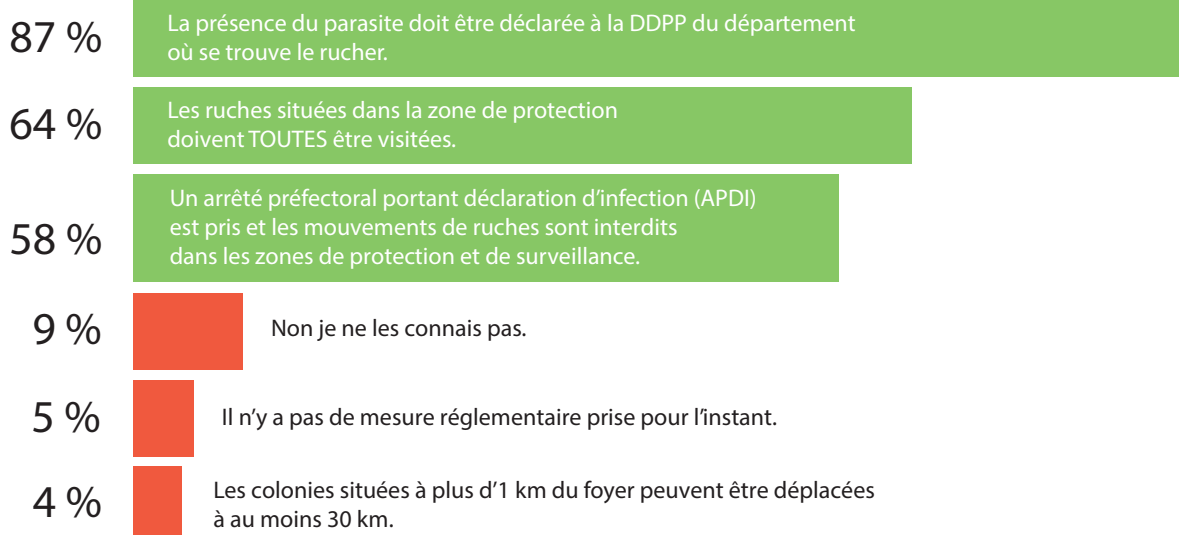 87 %
La présence du parasite doit être déclarée à la DDPP du département
où se trouve le rucher.
64 %
Les ruches situées dans la zone de protection
doivent TOUTES être visitées.
58 %
Un arrêté préfectoral portant déclaration d’infection (APDI)
est pris et les mouvements de ruches sont interdits
dans les zones de protection et de surveillance.
9 %
Non je ne les connais pas.
5 %
Il n’y a pas de mesure réglementaire prise pour l’instant.
4 %
Les colonies situées à plus d’1 km du foyer peuvent être déplacées
à au moins 30 km.